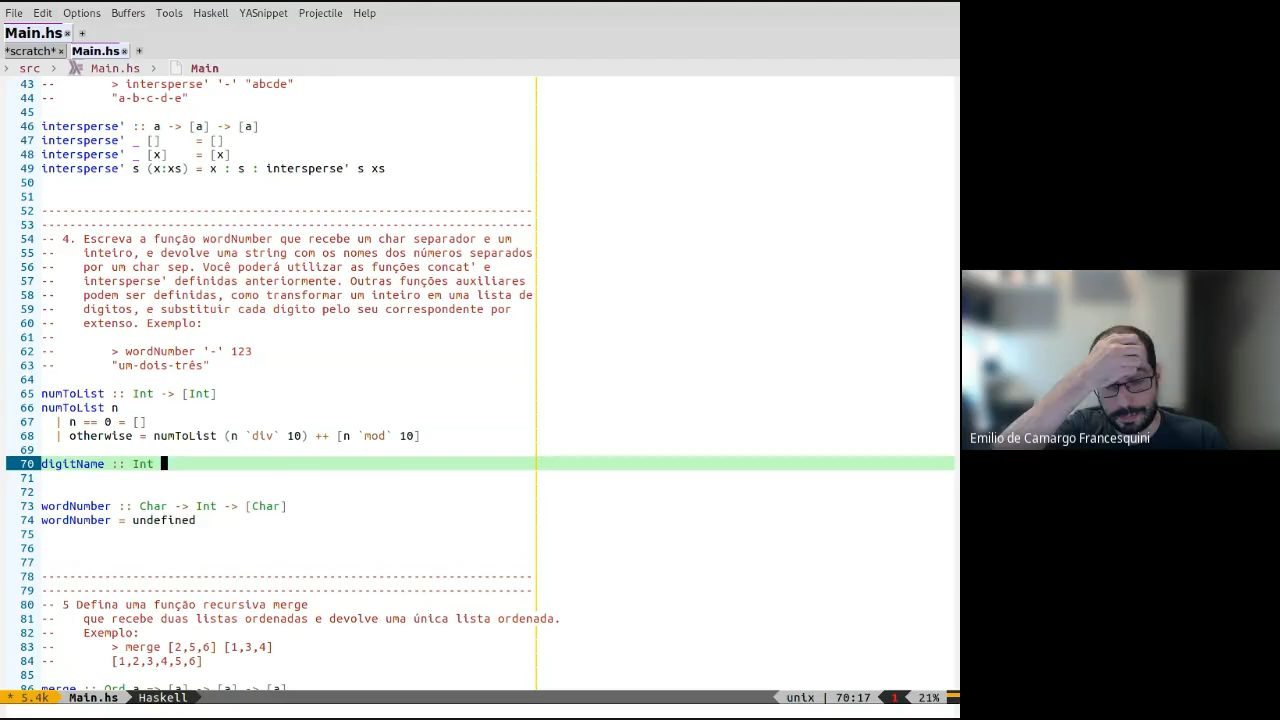 File Edit Options Buffers Tools Haskell YASnippet Projectile Help
Main.hs
*scratch* Main.hs
src Main.hs Main
43 -- > intersperse' '-' "abcde"
44 -- "a-b-c-d-e"
45
46 intersperse' :: a -> [a] -> [a]
47 intersperse' _ [] = []
48 intersperse' _ [x] = [x]
49 intersperse' s (x:xs) = x : s : intersperse' s xs
50
51
52 ----------------------------------------------------------------------
53 ----------------------------------------------------------------------
54 -- 4. Escreva a função wordNumber que recebe um char separador e um
55 -- inteiro, e devolve uma string com os nomes dos números separados
56 -- por um char sep. Você poderá utilizar as funções concat' e
57 -- intersperse' definidas anteriormente. Outras funções auxiliares
58 -- podem ser definidas, como transformar um inteiro em uma lista de
59 -- digitos, e substituir cada digito pelo seu correspondente por
60 -- extenso. Exemplo:
61 --
62 -- > wordNumber '-' 123
63 -- "um-dois-três"
64
65 numToList :: Int -> [Int]
66 numToList n
67 | n == 0 = []
68 | otherwise = numToList (n `div` 10) ++ [n `mod` 10]
69
70 digitName :: Int
71
72
73 wordNumber :: Char -> Int -> [Char]
74 wordNumber = undefined
75
76
77
78 ----------------------------------------------------------------------
79 ----------------------------------------------------------------------
80 -- 5 Defina uma função recursiva merge
81 -- que recebe duas listas ordenadas e devolve uma única lista ordenada.
82 -- Exemplo:
83 -- > merge [2,5,6] [1,3,4]
84 -- [1,2,3,4,5,6]
85
86 merge :: Ord a => [a] -> [a] -> [a]
* 5.4k Main.hs Haskell unix | 70:17 1 21%
Emilio de Camargo Francesquini